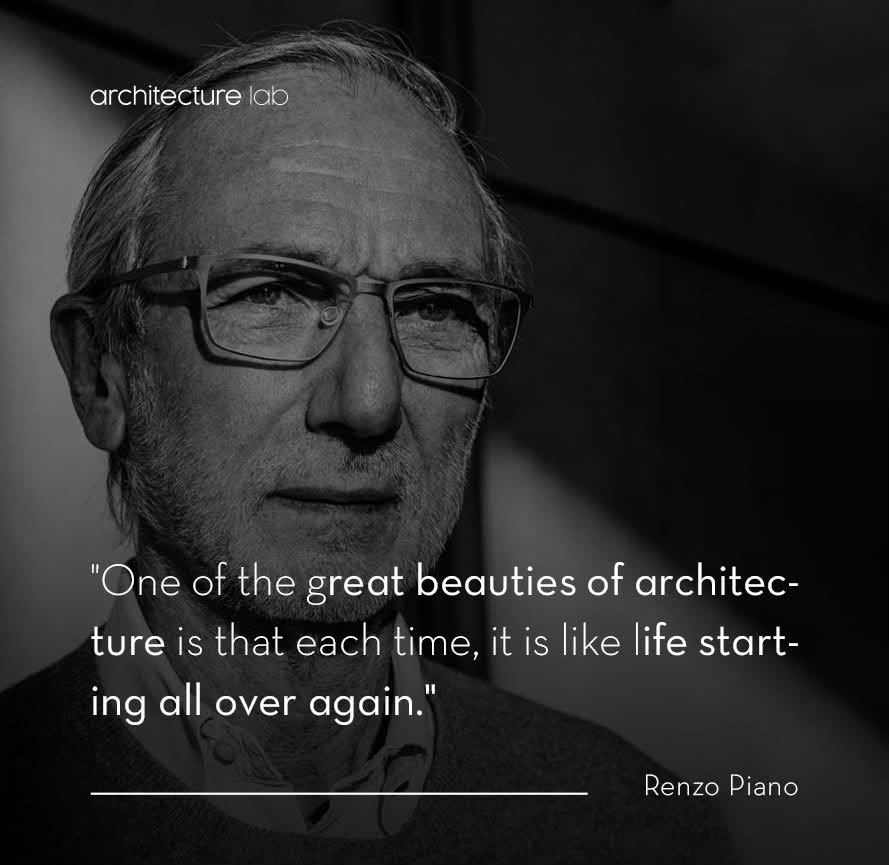 architecture lab
"One of the great beauties of architec-
ture is that each time, it is like life start-
ing all over again."
Renzo Piano